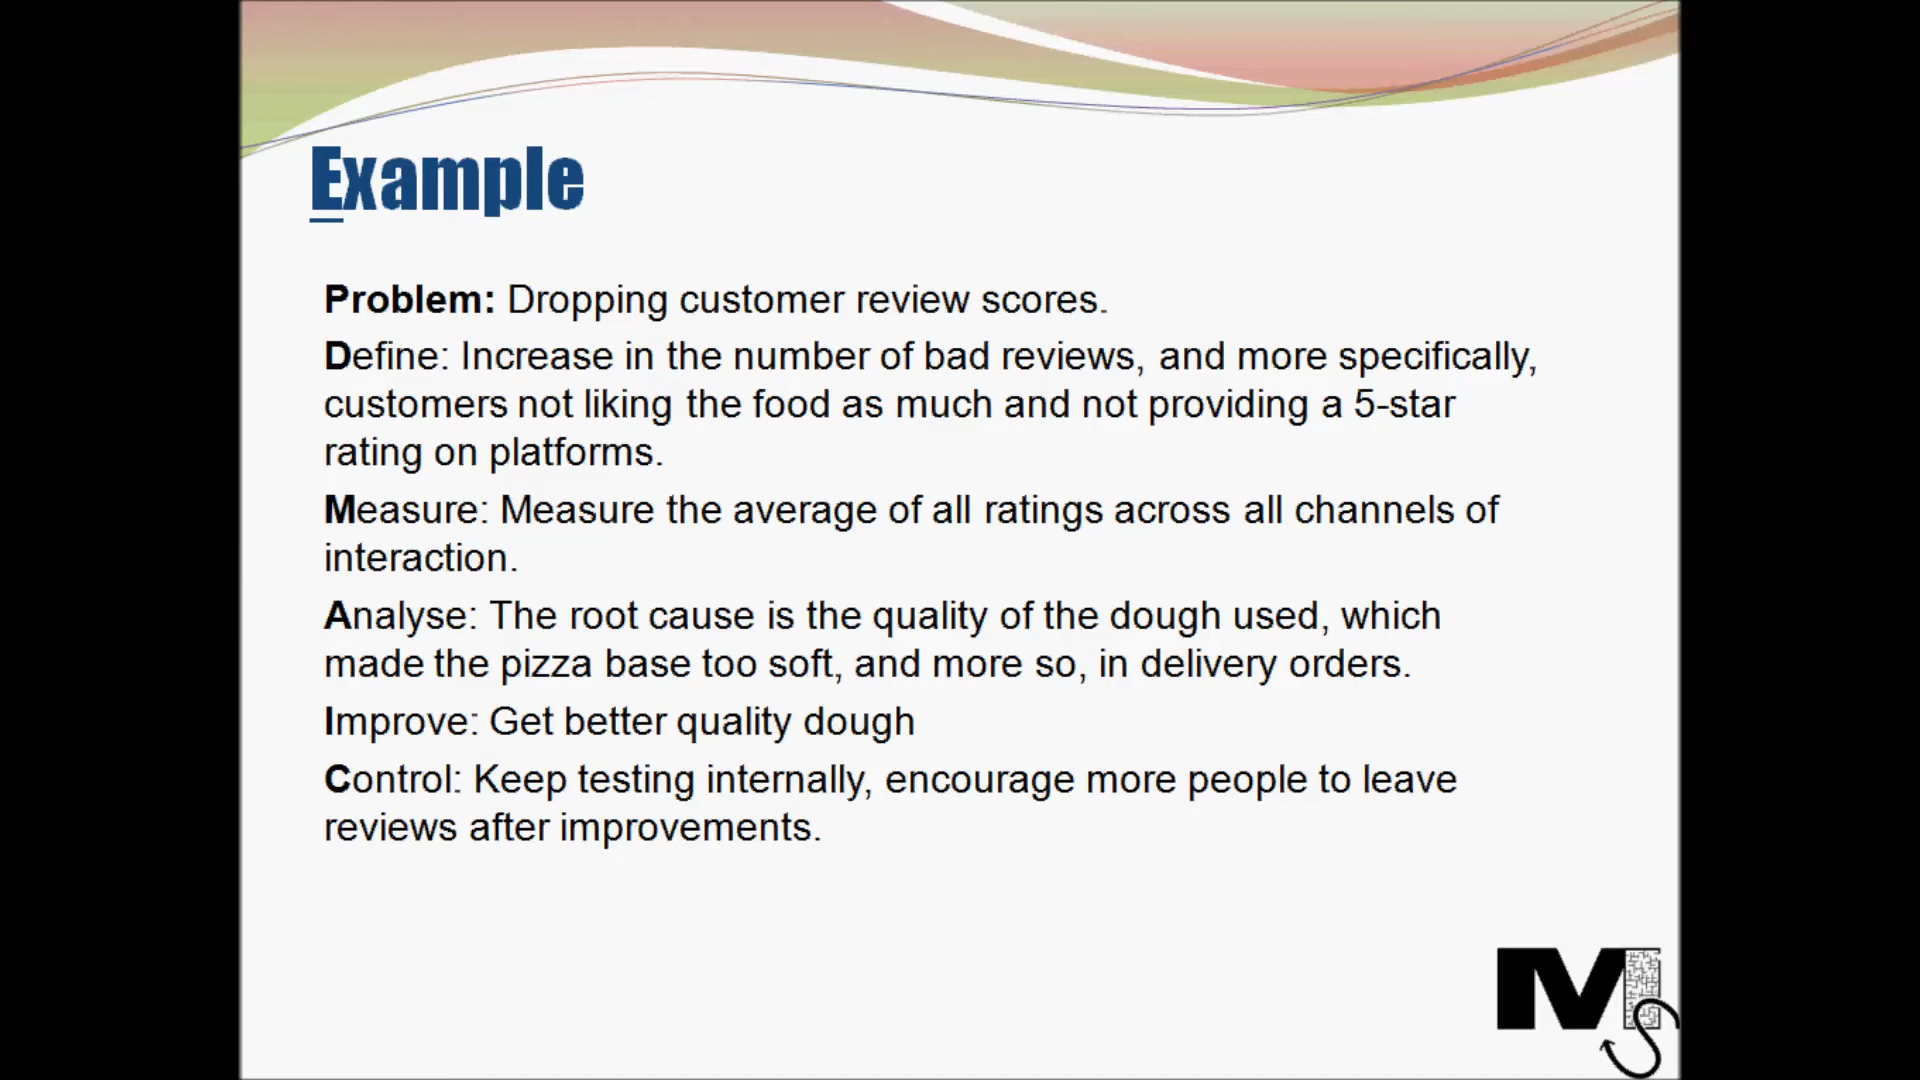 Example
Problem: Dropping customer review scores.
Define: Increase in the number of bad reviews, and more specifically,
customers not liking the food as much and not providing a 5-star
rating on platforms.
Measure: Measure the average of all ratings across all channels of
interaction.
Analyse: The root cause is the quality of the dough used, which
made the pizza base too soft, and more so, in delivery orders.
Improve: Get better quality dough
Control: Keep testing internally, encourage more people to leave
reviews after improvements.
M
S